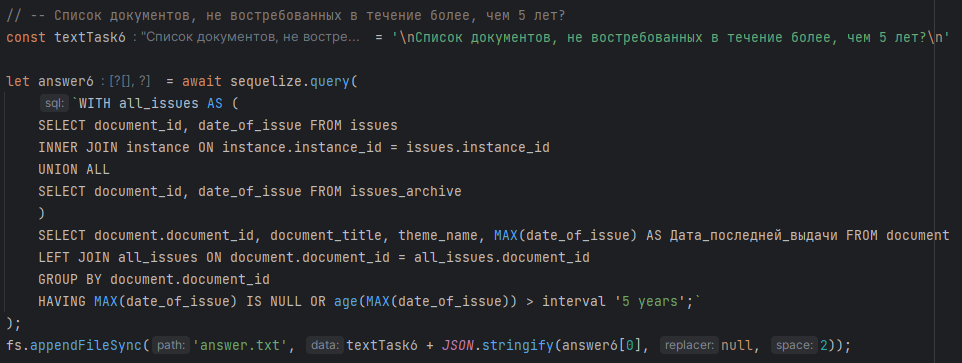 // -- Список документов, не востребованных в течение более, чем 5 лет?
const textTask6 : "Список документов, не востре... = '\nСписок документов, не востребованных в течение более, чем 5 лет?\n'
let answer6 : [?[], ?] = await sequelize.query(
sql: `WITH all_issues AS (
SELECT document_id, date_of_issue FROM issues
INNER JOIN instance ON instance.instance_id = issues.instance_id
UNION ALL
SELECT document_id, date_of_issue FROM issues_archive
)
SELECT document.document_id, document_title, theme_name, MAX(date_of_issue) AS Дата_последней_выдачи FROM document
LEFT JOIN all_issues ON document.document_id = all_issues.document_id
GROUP BY document.document_id
HAVING MAX(date_of_issue) IS NULL OR age(MAX(date_of_issue)) > interval '5 years';`
);
fs.appendFileSync( path: 'answer.txt', data: textTask6 + JSON.stringify(answer6[0], replacer: null, space: 2));